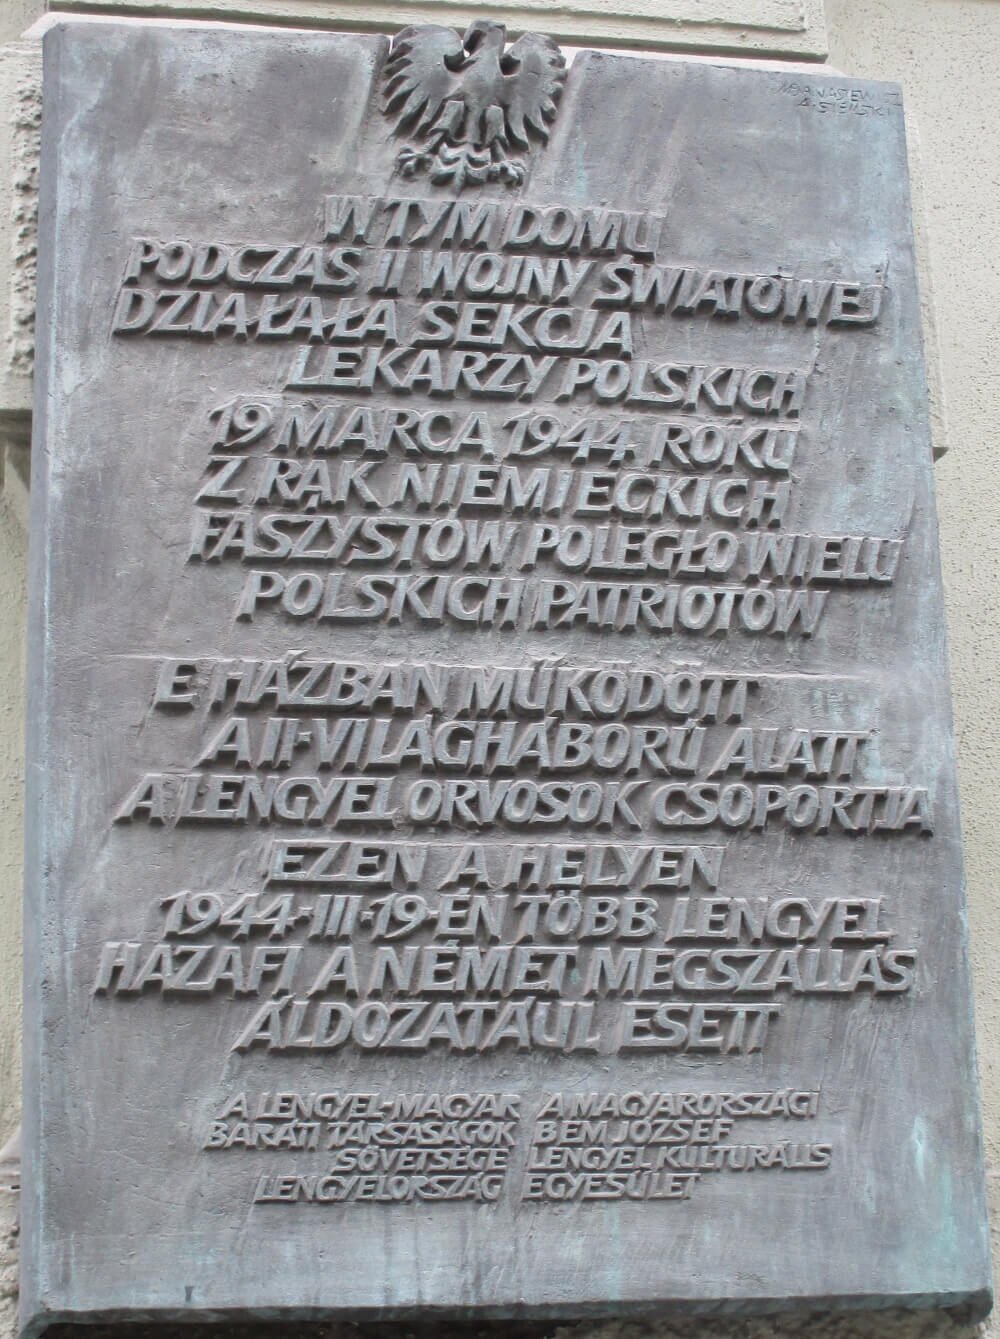 W TYM DOMU
PODCZAS II WOJNY ŚWIATOWEJ
DZIAŁAŁA SEKCJA
LEKARZY POLSKICH
19 MARCA 1944 ROKU
Z RĄK NIEMIECKICH
FASZYSTÓW POLEGŁO WIELU
POLSKICH PATRIOTÓW
E HÁZBAN MŰKÖDÖTT
A II·VILÁGHÁBORÚ ALATT
A LENGYEL ORVOSOK CSOPORTJA
EZEN A HELYEN
1944·III·19-ÉN TÖBB LENGYEL
HAZAFI A NÉMET MEGSZÁLLÁS
ÁLDOZATÁUL ESETT
A LENGYEL-MAGYAR
BARÁTI TÁRSASÁGOK
SÖVETSÉGE
LENGYELORSZÁG
A MAGYARORSZÁGI
BEM JÓZSEF
LENGYEL KULTURÁLIS
EGYESÜLET